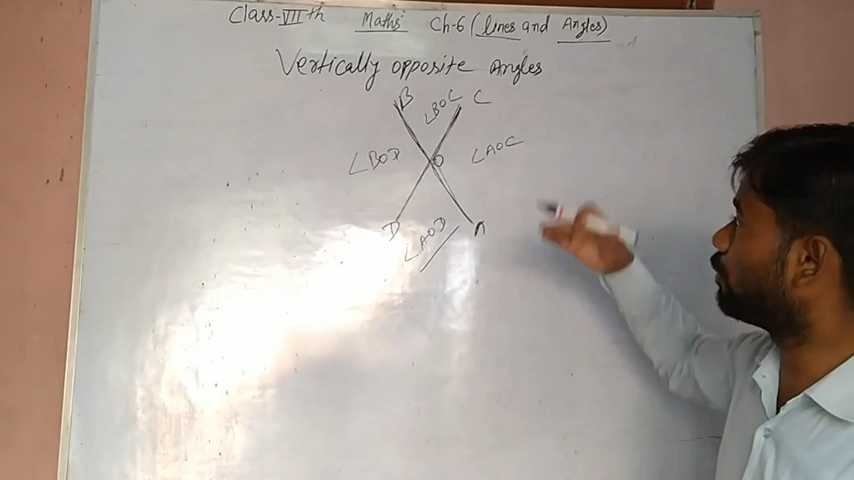 Class-VIIth Maths Ch-6 (lines and Angles)
Vertically opposite Angles
B C
∠BOC
∠BOD O ∠AOC
D A
∠AOD